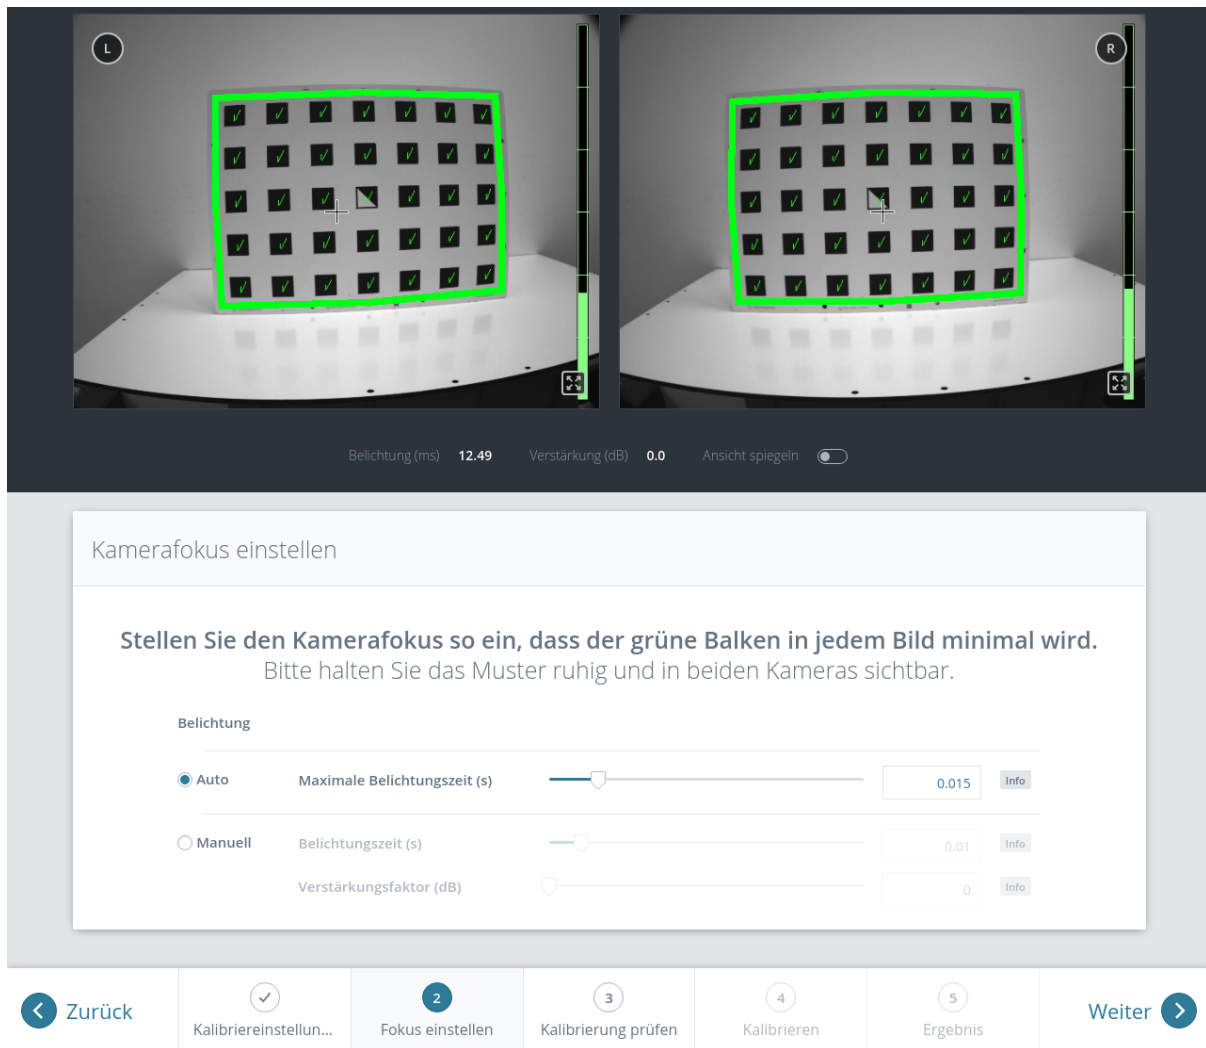 L
R
Belichtung (ms) 12.49 Verstärkung (dB) 0.0 Ansicht spiegeln
Kamerafokus einstellen
Stellen Sie den Kamerafokus so ein, dass der grüne Balken in jedem Bild minimal wird.
Bitte halten Sie das Muster ruhig und in beiden Kameras sichtbar.
Belichtung
Auto Maximale Belichtungszeit (s) 0.015 Info
Manuell Belichtungszeit (s) 0.01 Info
Verstärkungsfaktor (dB) 0 Info
Zurück
Kalibriereinstellun...
2
Fokus einstellen
3
Kalibrierung prüfen
4
Kalibrieren
5
Ergebnis
Weiter